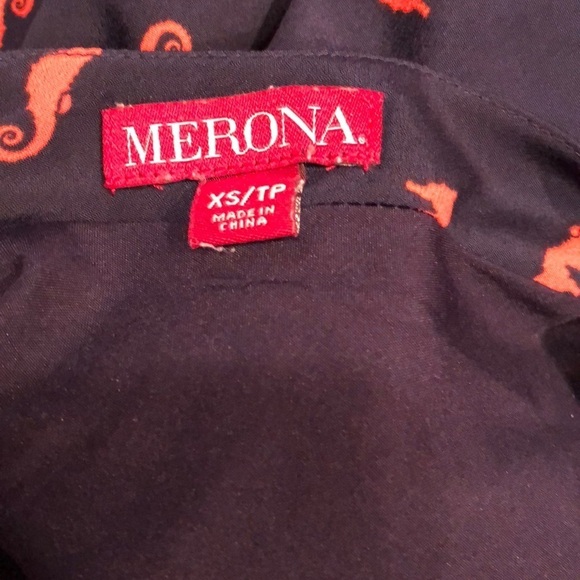 MERONA.
XS/TP
MADE IN
CHINA